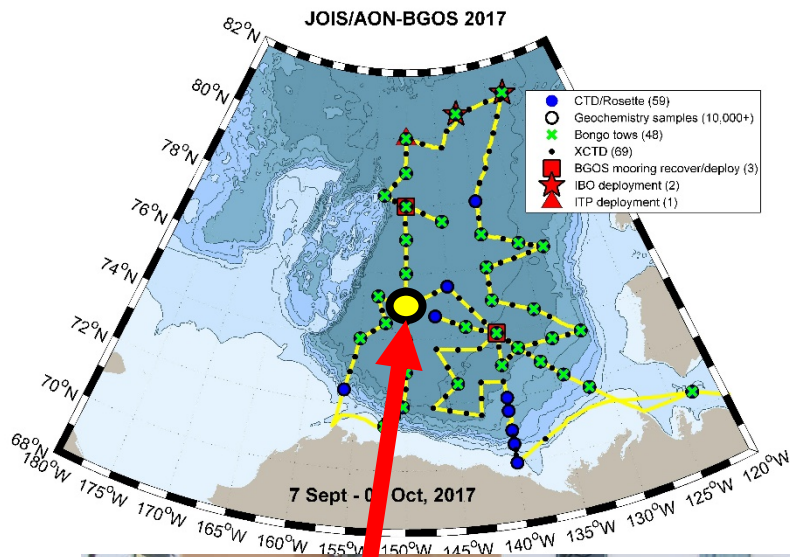 JOIS/AON-BGOS 2017
82°N
80°N
78°N
76°N
74°N
72°N
70°N
68°N
CTD/Rosette (59)
Geochemistry samples (10,000+)
Bongo tows (48)
XCTD (69)
BGOS mooring recover/deploy (3)
IBO deployment (2)
ITP deployment (1)
7 Sept - 0 Oct, 2017
180°W
175°W
170°W
165°W
160°W
155°W
150°W
145°W
140°W
135°W
130°W
125°W
120°W